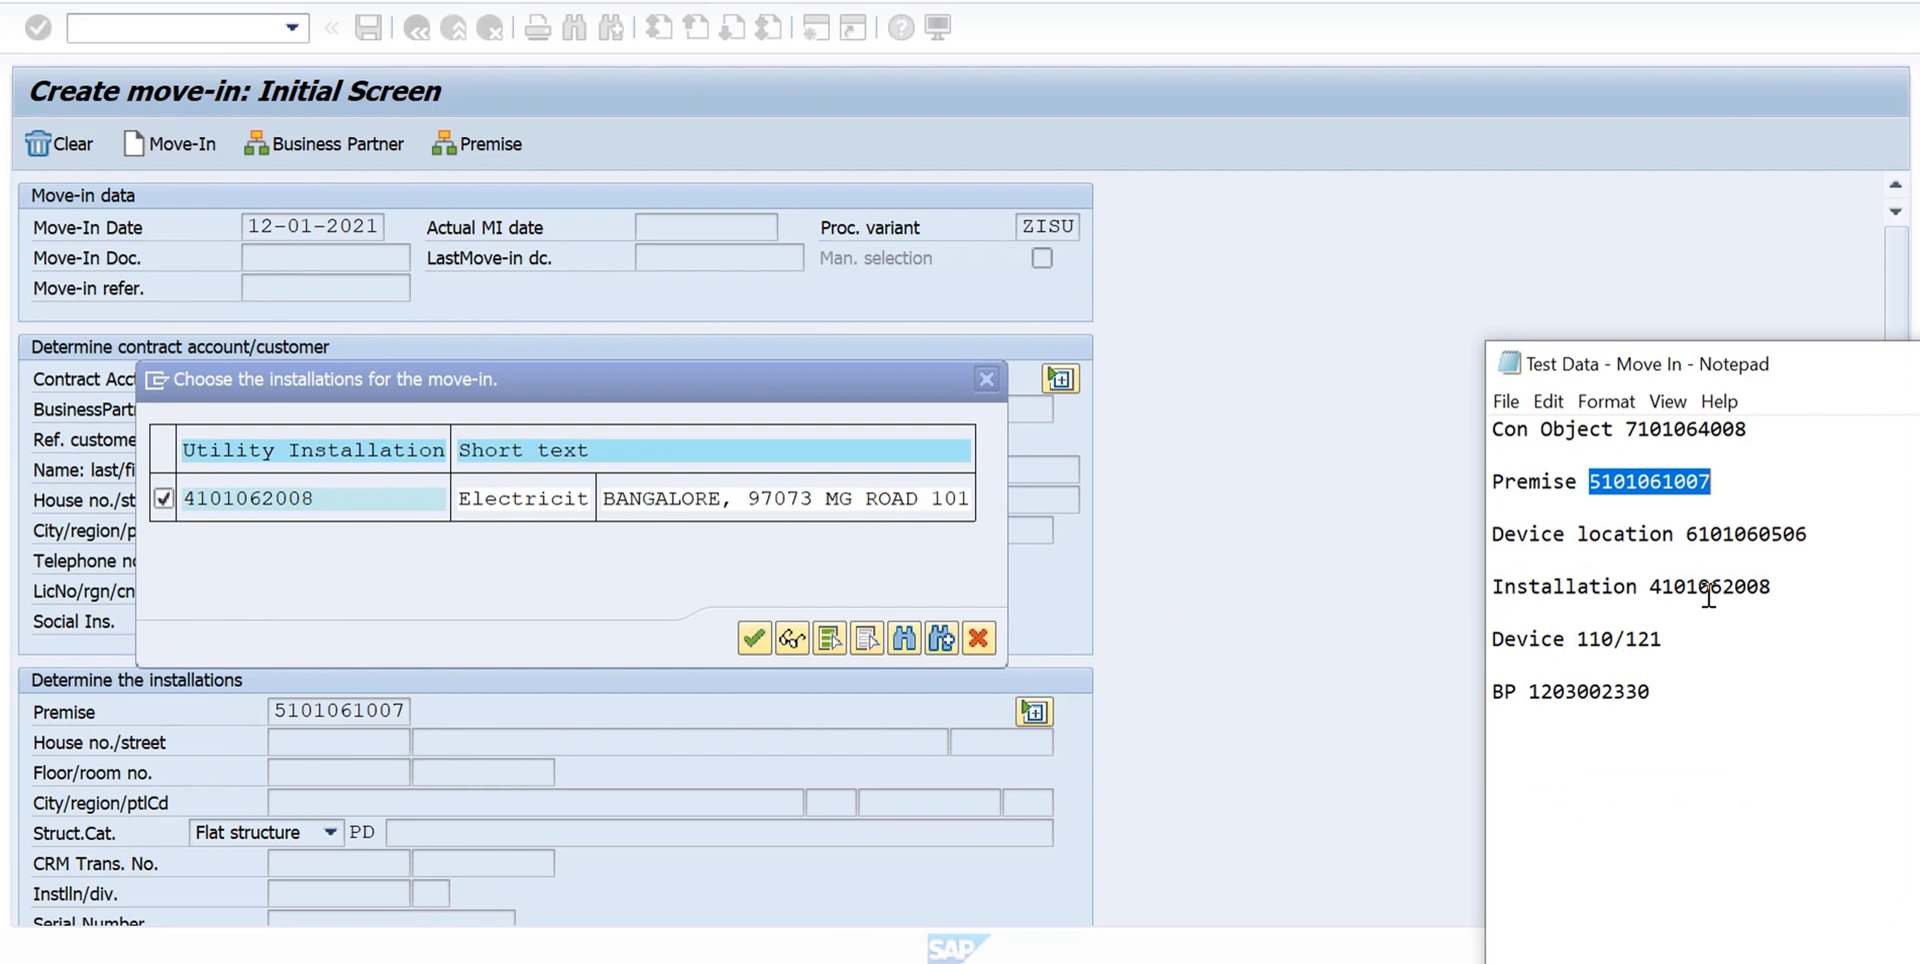 Create move-in: Initial Screen
Clear Move-In Business Partner Premise
Move-in data
Move-In Date 12-01-2021 Actual MI date Proc. variant ZISU
Move-In Doc. LastMove-in dc. Man. selection
Move-in refer.
Determine contract account/customer
Contract Acc
BusinessPart
Ref. custome
Name: last/fi
House no./st
City/region/p
Telephone n
LicNo/rgn/cn
Social Ins.
Choose the installations for the move-in.
Utility Installation Short text
4101062008 Electricit BANGALORE, 97073 MG ROAD 101
Determine the installations
Premise 5101061007
House no./street
Floor/room no.
City/region/ptlCd
Struct.Cat. Flat structure PD
CRM Trans. No.
Instlln/div.
Serial Number
SAP
Test Data - Move In - Notepad
File Edit Format View Help
Con Object 7101064008
Premise 5101061007
Device location 6101060506
Installation 4101062008
Device 110/121
BP 1203002330